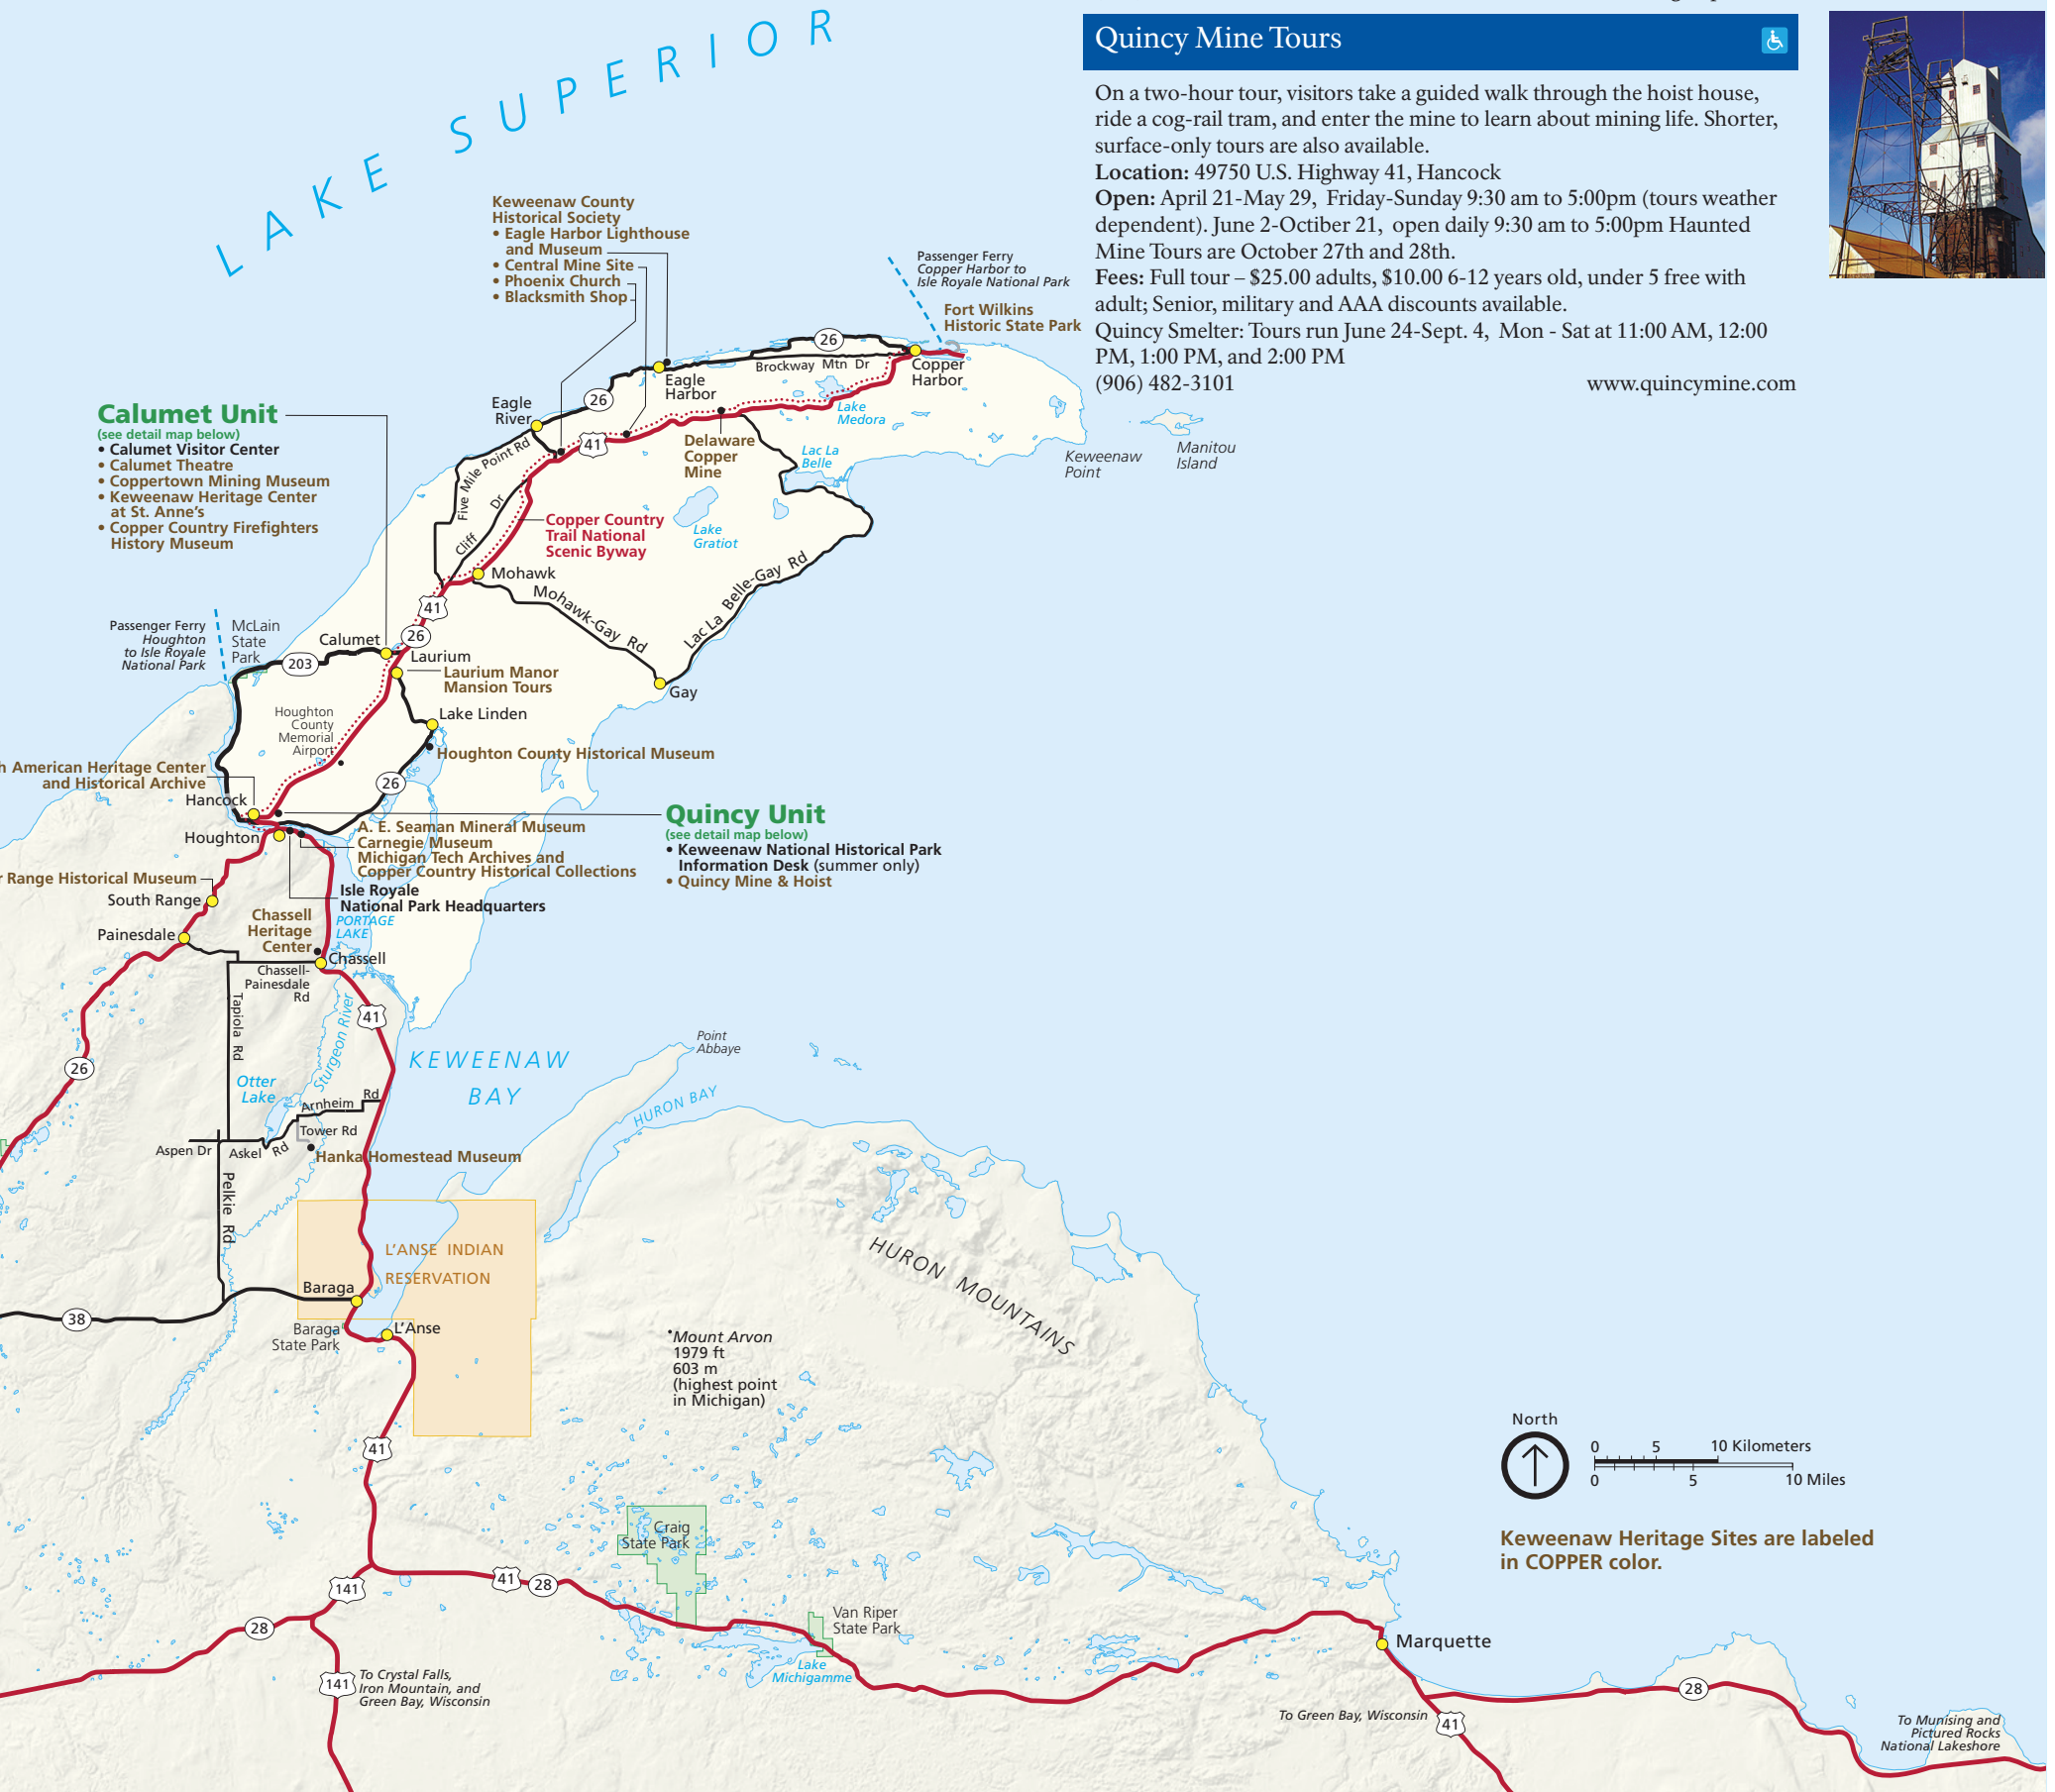 Quincy Mine Tours
On a two-hour tour, visitors take a guided walk through the hoist house,
ride a cog-rail tram, and enter the mine to learn about mining life. Shorter,
surface-only tours are also available.
Location: 49750 U.S. Highway 41, Hancock
Open: April 21-May 29, Friday-Sunday 9:30 am to 5:00pm (tours weather
dependent). June 2-Octiber 21, open daily 9:30 am to 5:00pm Haunted
Mine Tours are October 27th and 28th.
Fees: Full tour – $25.00 adults, $10.00 6-12 years old, under 5 free with
adult; Senior, military and AAA discounts available.
Quincy Smelter: Tours run June 24-Sept. 4, Mon - Sat at 11:00 AM, 12:00
PM, 1:00 PM, and 2:00 PM
(906) 482-3101 www.quincymine.com
LAKE SUPERIOR
Keweenaw County
Historical Society
• Eagle Harbor Lighthouse
and Museum
• Central Mine Site
• Phoenix Church
• Blacksmith Shop
Passenger Ferry
Copper Harbor to
Isle Royale National Park
Fort Wilkins
Historic State Park
26
Brockway Mtn Dr
Copper
Harbor
Eagle
Harbor
26
Eagle
River
41
Lake
Medora
Delaware
Copper
Mine
Lac La
Belle
Keweenaw
Point
Manitou
Island
Calumet Unit
(see detail map below)
• Calumet Visitor Center
• Calumet Theatre
• Coppertown Mining Museum
• Keweenaw Heritage Center
at St. Anne's
• Copper Country Firefighters
History Museum
Five Mile Point Rd
Cliff Dr
Copper Country
Trail National
Scenic Byway
Lake
Gratiot
Mohawk
Mohawk-Gay Rd
Lac La Belle-Gay Rd
41
26
Passenger Ferry
Houghton
to Isle Royale
National Park
McLain
State
Park
203
Calumet
Laurium
Laurium Manor
Mansion Tours
Gay
Houghton
County
Memorial
Airport
Lake Linden
Houghton County Historical Museum
26
h American Heritage Center
and Historical Archive
Hancock
Houghton
Quincy Unit
(see detail map below)
• Keweenaw National Historical Park
Information Desk (summer only)
• Quincy Mine & Hoist
A. E. Seaman Mineral Museum
Carnegie Museum
Michigan Tech Archives and
Copper Country Historical Collections
Isle Royale
National Park Headquarters
r Range Historical Museum
South Range
Painesdale
Chassell
Heritage
Center
PORTAGE
LAKE
Chassell
Chassell-
Painesdale
Rd
Tapiola Rd
Sturgeon River
41
26
KEWEENAW
BAY
Point
Abbaye
HURON BAY
Otter
Lake
Arnheim Rd
Tower Rd
Aspen Dr
Askel Rd
Hanka Homestead Museum
Pelkie Rd
L'ANSE INDIAN
RESERVATION
Baraga
38
Baraga
State Park
L'Anse
HURON MOUNTAINS
Mount Arvon
1979 ft
603 m
(highest point
in Michigan)
41
North
0 5 10 Kilometers
0 5 10 Miles
Keweenaw Heritage Sites are labeled
in COPPER color.
Craig
State Park
41
28
141
28
Van Riper
State Park
Lake
Michigamme
Marquette
141
To Crystal Falls,
Iron Mountain, and
Green Bay, Wisconsin
28
To Green Bay, Wisconsin
41
To Munising and
Pictured Rocks
National Lakeshore